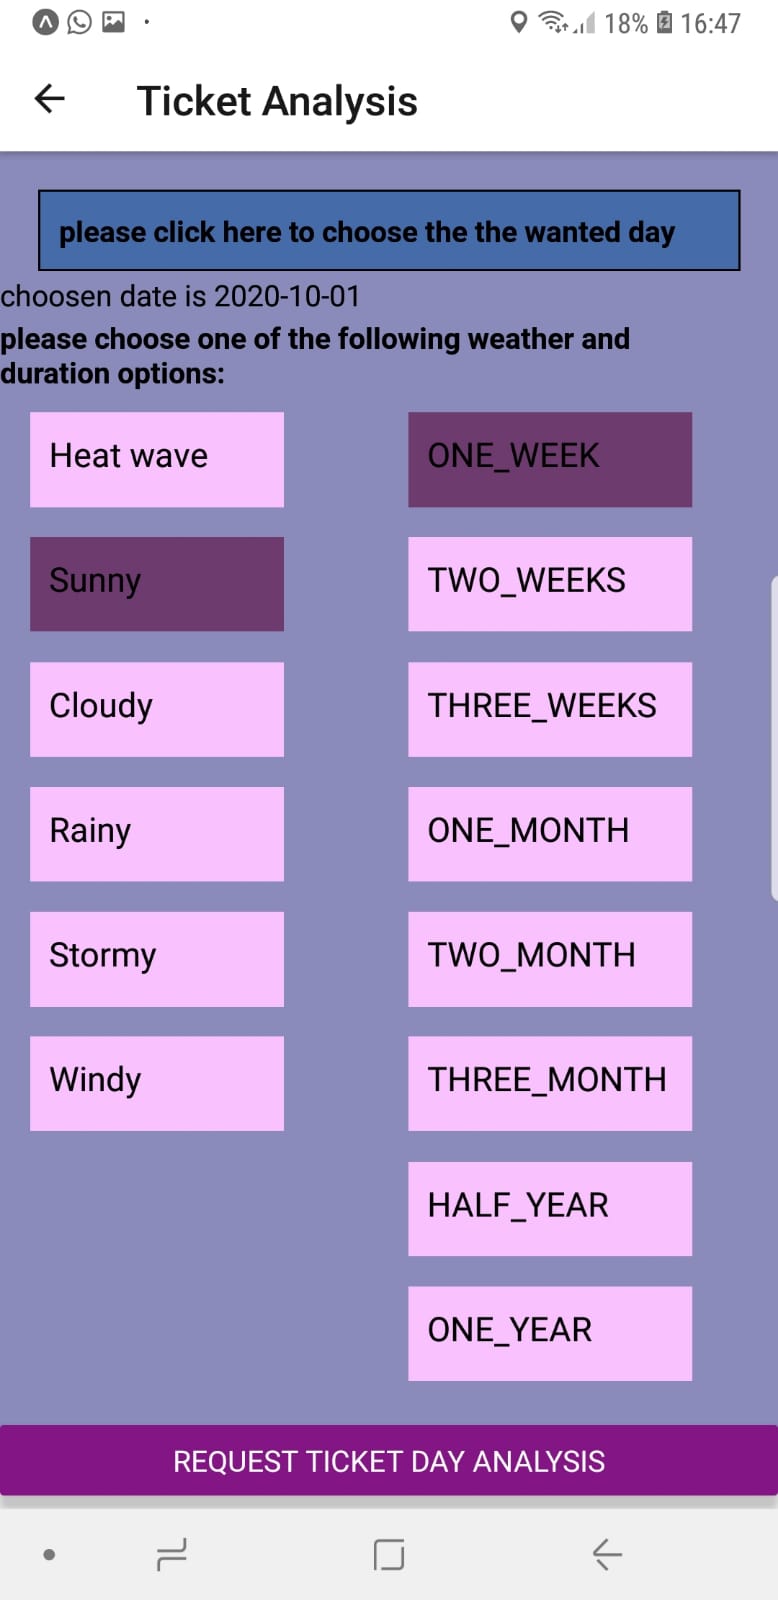 18% 16:47
Ticket Analysis
please click here to choose the the wanted day
choosen date is 2020-10-01
please choose one of the following weather and
duration options:
Heat wave
ONE_WEEK
Sunny
TWO_WEEKS
Cloudy
THREE_WEEKS
Rainy
ONE_MONTH
Stormy
TWO_MONTH
Windy
THREE_MONTH
HALF_YEAR
ONE_YEAR
REQUEST TICKET DAY ANALYSIS